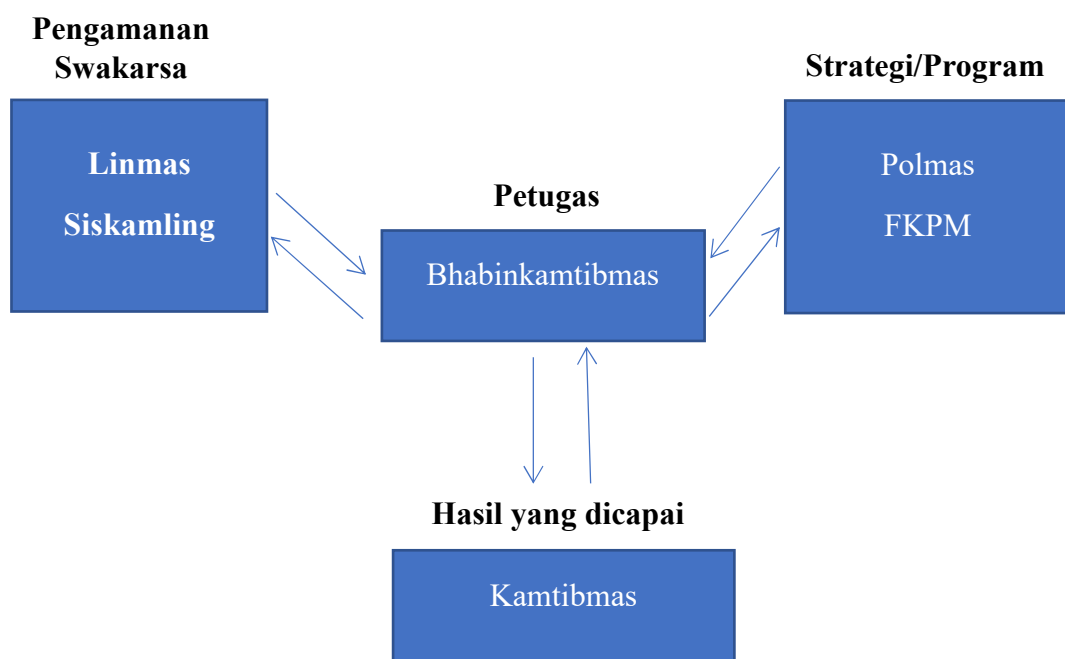 Pengamanan
Swakarsa
Linmas
Siskamling
Petugas
Bhabinkamtibmas
Strategi/Program
Polmas
FKPM
Hasil yang dicapai
Kamtibmas